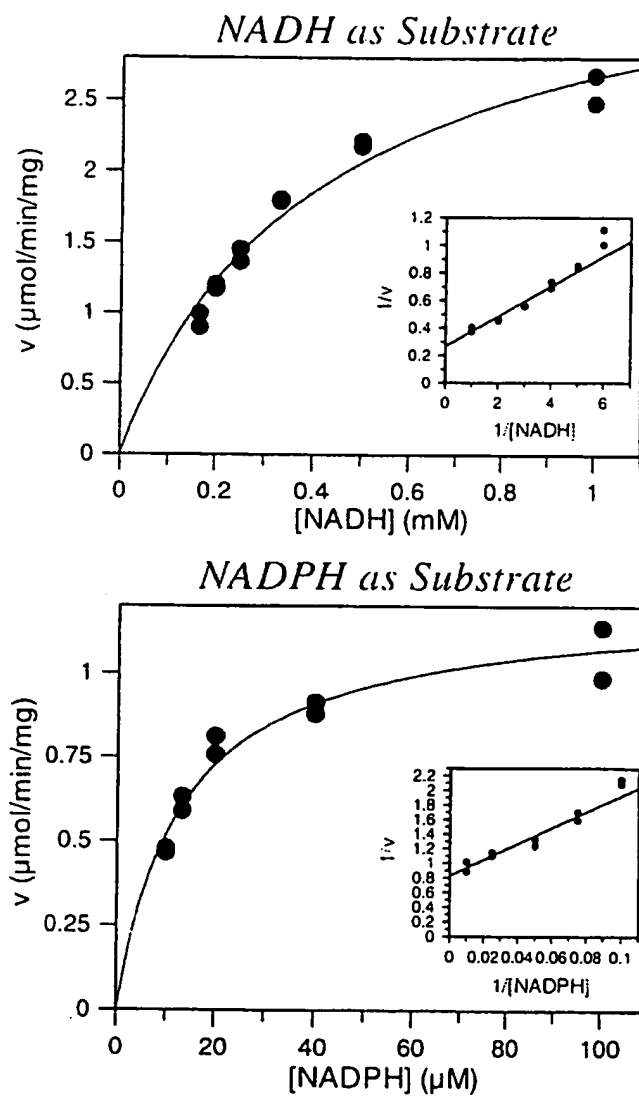 NADH as Substrate
2.5
2
1.5
1
0.5
0
v (µmol/min/mg)
0 0.2 0.4 0.6 0.8 1
[NADH] (mM)
1.2
1
0.8
0.6
0.4
0.2
0
1/v
0 2 4 6
1/[NADH]
NADPH as Substrate
1
0.75
0.5
0.25
0
v (µmol/min/mg)
0 20 40 60 80 100
[NADPH] (µM)
2.2
2
1.8
1.6
1.4
1.2
1
0.8
0.6
0.4
0.2
0
1/v
0 0.02 0.04 0.06 0.08 0.1
1/[NADPH]